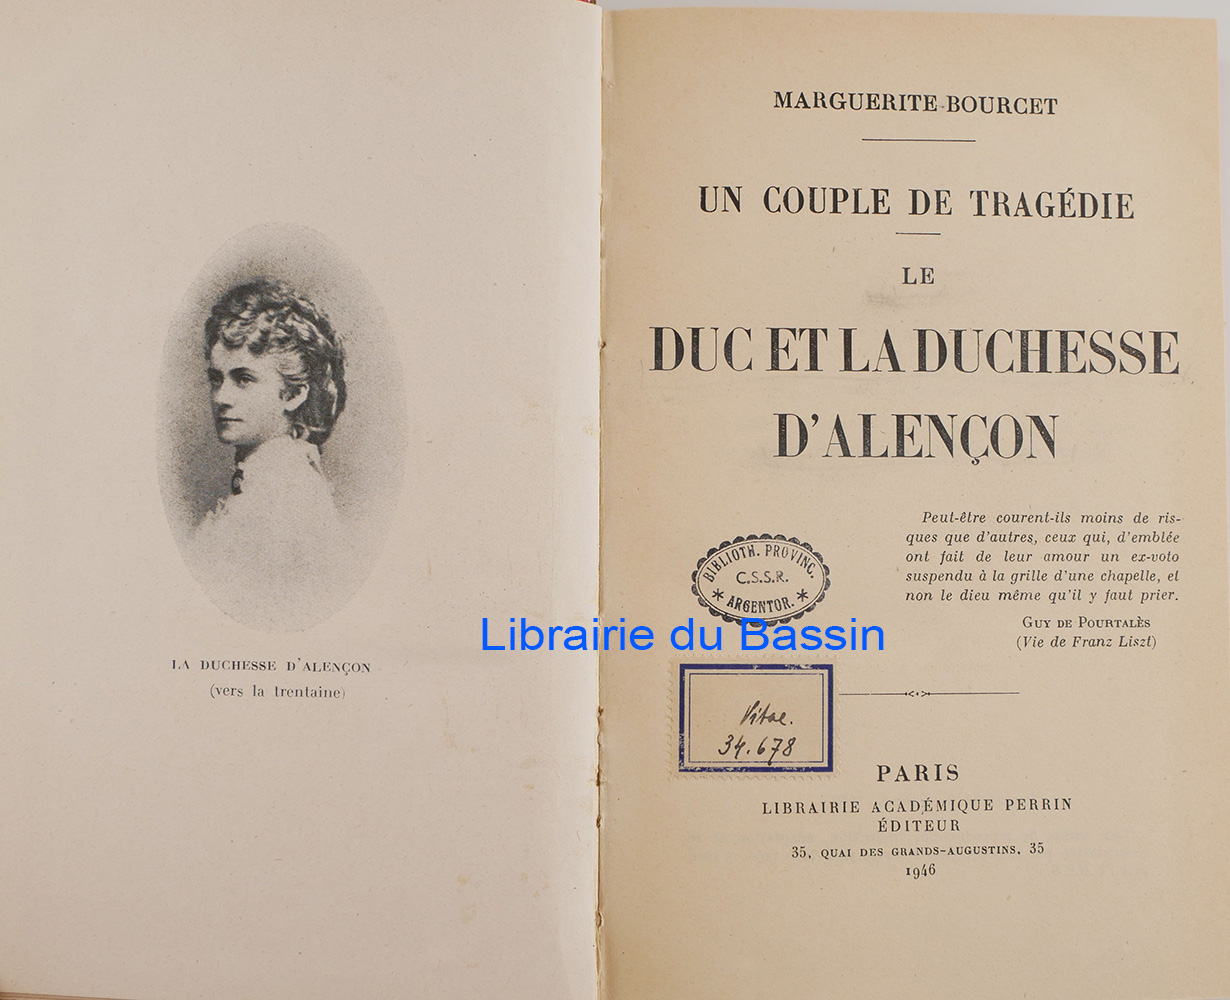 LA DUCHESSE D'ALENÇON
(vers la trentaine)
MARGUERITE BOURCET
UN COUPLE DE TRAGÉDIE
LE
DUC ET LA DUCHESSE
D'ALENÇON
Peut-être courent-ils moins de ris-
ques que d'autres, ceux qui, d'emblée
ont fait de leur amour un ex-voto
suspendu à la grille d'une chapelle, et
non le dieu même qu'il y faut prier.
GUY DE POURTALÈS
(Vie de Franz Liszt)
BIBLIOTH. PROVINC.
C.S.S.R.
* ARGENTOR. *
Librairie du Bassin
Vitae.
34.678
PARIS
LIBRAIRIE ACADÉMIQUE PERRIN
ÉDITEUR
35, QUAI DES GRANDS-AUGUSTINS, 35
1946